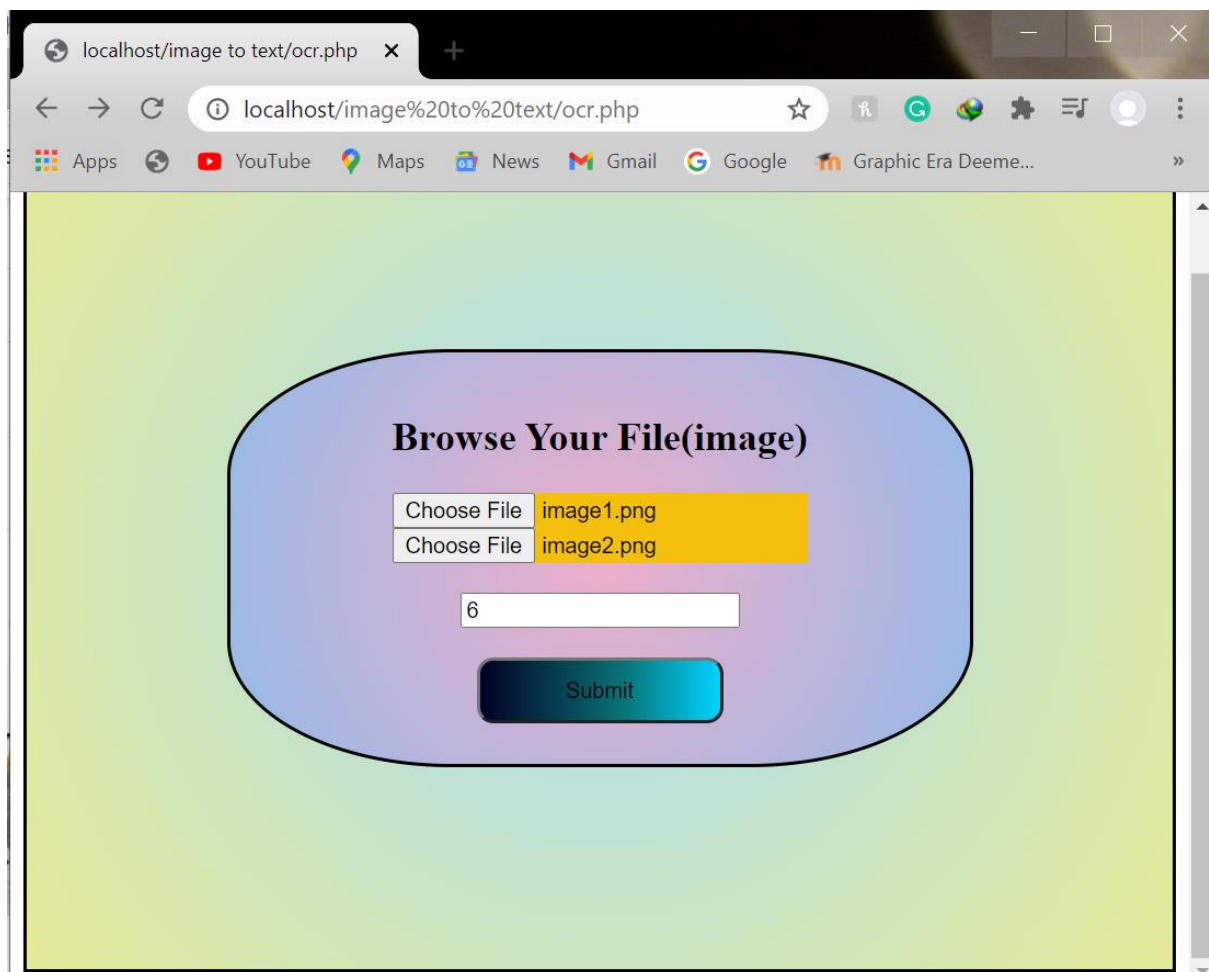 localhost/image to text/ocr.php
localhost/image%20to%20text/ocr.php
Apps YouTube Maps News Gmail Google Graphic Era Deeme... »
Browse Your File(image)
Choose File image1.png
Choose File image2.png
6
Submit